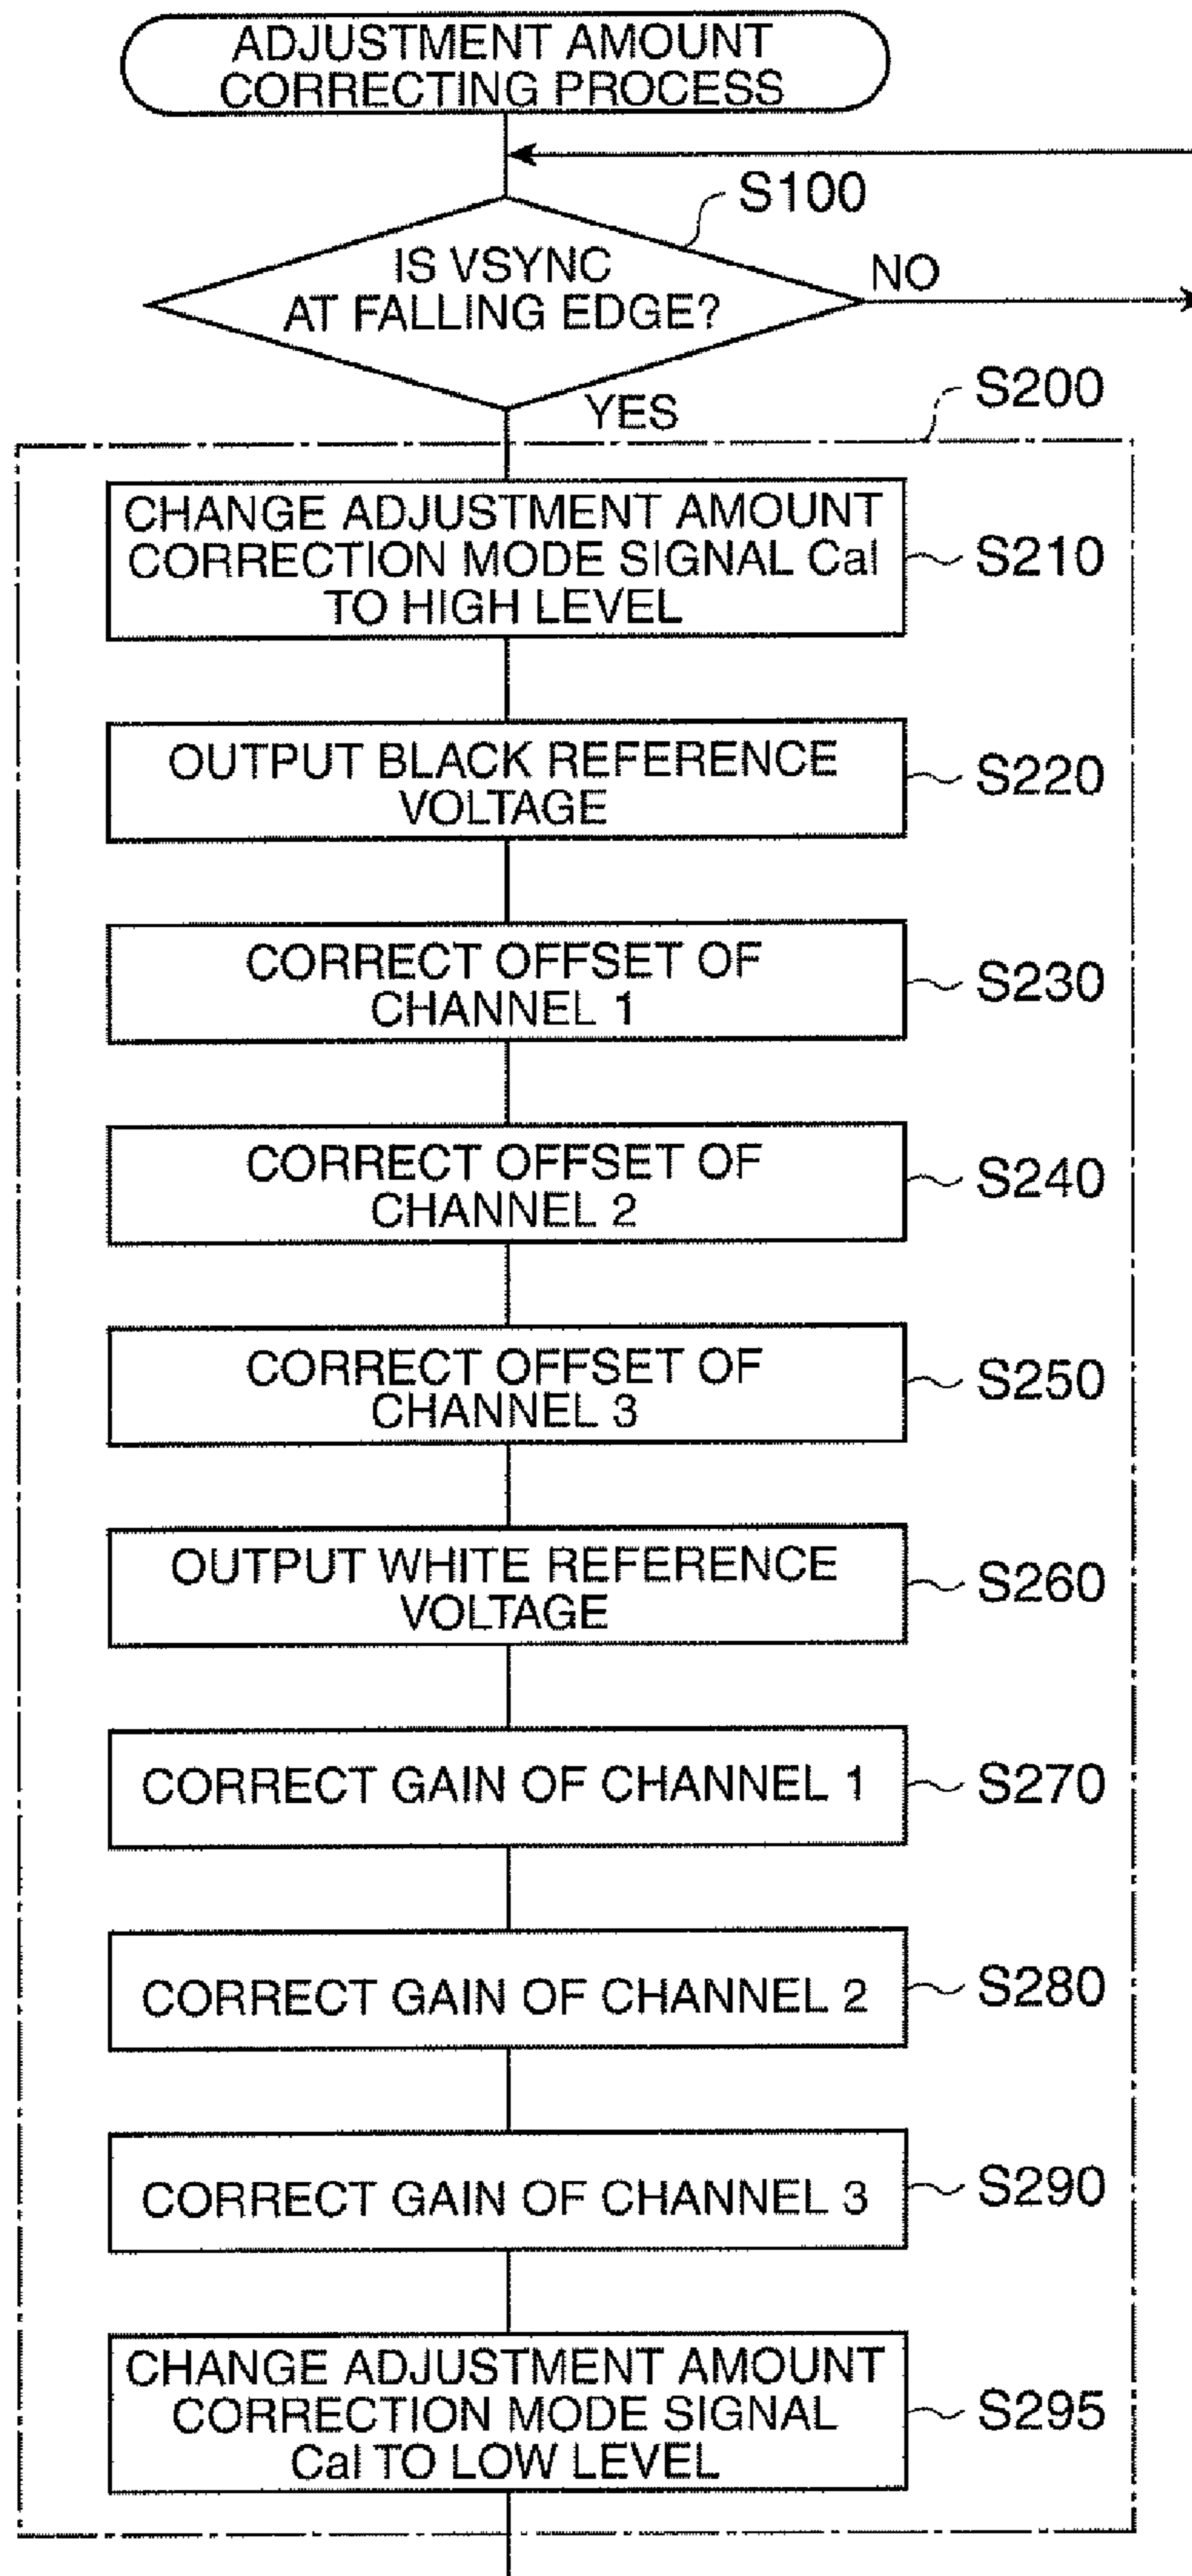 ADJUSTMENT AMOUNT
CORRECTING PROCESS
S100
IS VSYNC
AT FALLING EDGE?
NO
YES
S200
CHANGE ADJUSTMENT AMOUNT
CORRECTION MODE SIGNAL Cal
TO HIGH LEVEL
S210
OUTPUT BLACK REFERENCE
VOLTAGE
S220
CORRECT OFFSET OF
CHANNEL 1
S230
CORRECT OFFSET OF
CHANNEL 2
S240
CORRECT OFFSET OF
CHANNEL 3
S250
OUTPUT WHITE REFERENCE
VOLTAGE
S260
CORRECT GAIN OF CHANNEL 1
S270
CORRECT GAIN OF CHANNEL 2
S280
CORRECT GAIN OF CHANNEL 3
S290
CHANGE ADJUSTMENT AMOUNT
CORRECTION MODE SIGNAL
Cal TO LOW LEVEL
S295